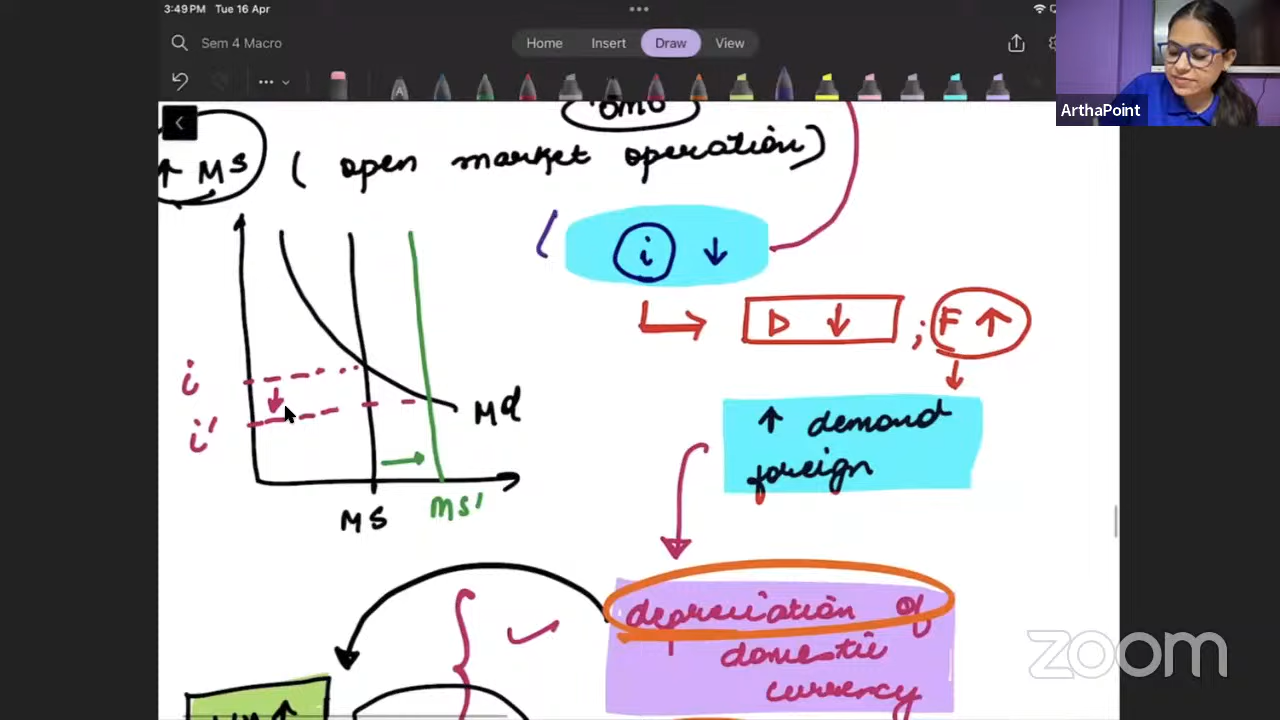 3:49 PM Tue 16 Apr
Sem 4 Macro
Home Insert Draw View
ArthaPoint
A
OMO
↑ MS ( open market operation)
( i ↓
D ↓ ; F ↑
i
i'
Md
MS
MS'
↑ demand
foreign
depreciation of
domestic
currency
zoom